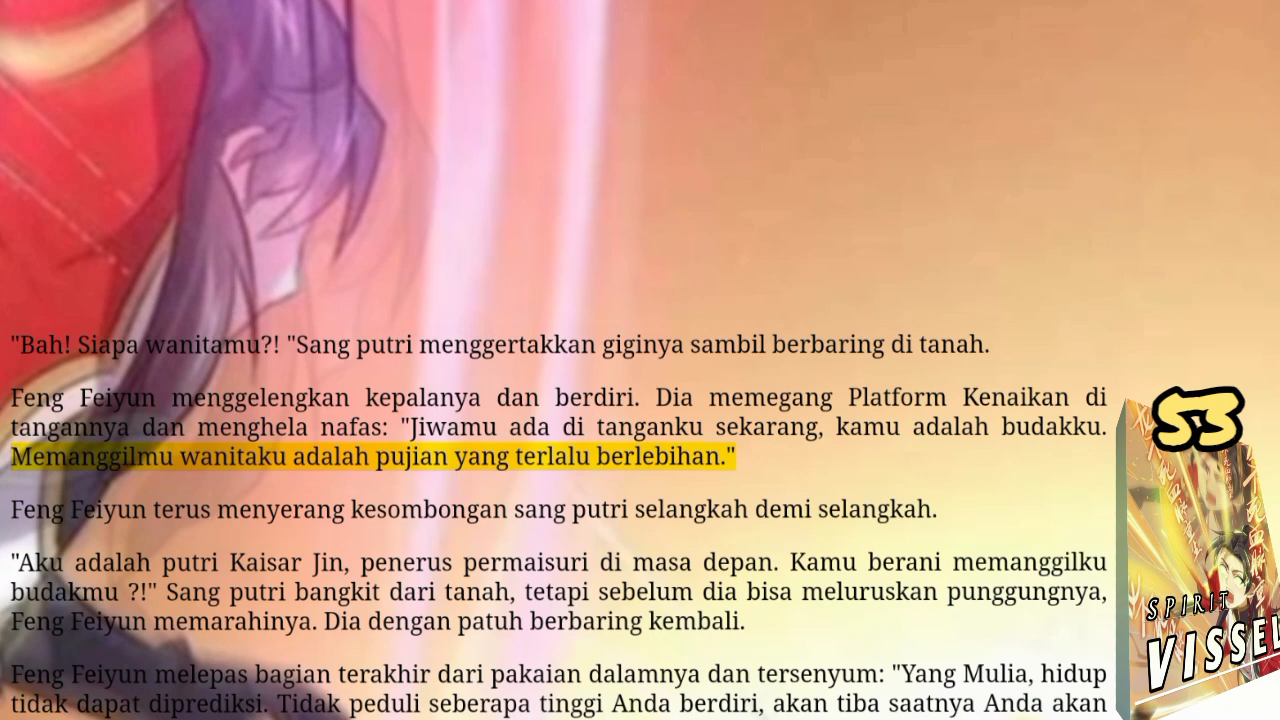 "Bah! Siapa wanitamu?! "Sang putri menggertakkan giginya sambil berbaring di tanah.
Feng Feiyun menggelengkan kepalanya dan berdiri. Dia memegang Platform Kenaikan di
tangannya dan menghela nafas: "Jiwamu ada di tanganku sekarang, kamu adalah budakku.
Memanggilmu wanitaku adalah pujian yang terlalu berlebihan."
Feng Feiyun terus menyerang kesombongan sang putri selangkah demi selangkah.
"Aku adalah putri Kaisar Jin, penerus permaisuri di masa depan. Kamu berani memanggilku
budakmu ?!" Sang putri bangkit dari tanah, tetapi sebelum dia bisa meluruskan punggungnya,
Feng Feiyun memarahinya. Dia dengan patuh berbaring kembali.
Feng Feiyun melepas bagian terakhir dari pakaian dalamnya dan tersenyum: "Yang Mulia, hidup
tidak dapat diprediksi. Tidak peduli seberapa tinggi Anda berdiri, akan tiba saatnya Anda akan
53
SPIRIT
VISSEL